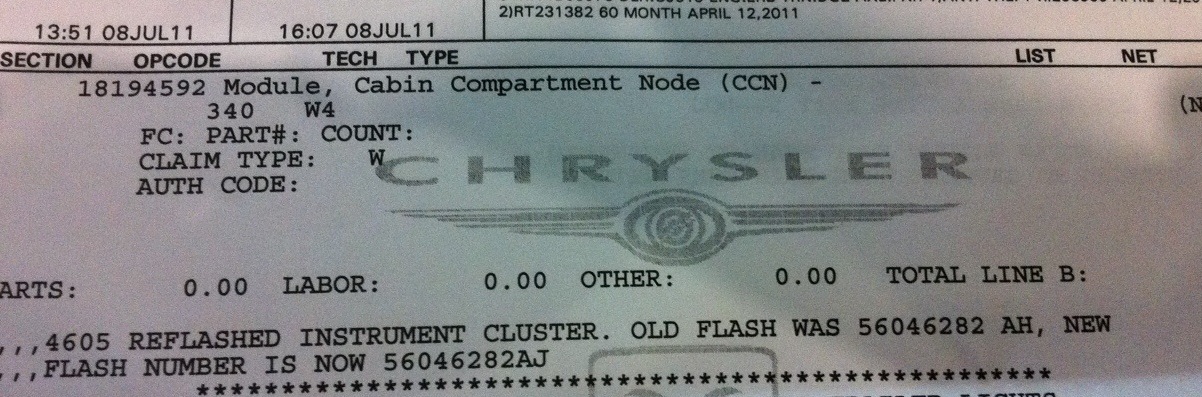 2)RT231382 60 MONTH APRIL 12,2011
13:51 08JUL11 16:07 08JUL11
SECTION OPCODE TECH TYPE LIST NET
18194592 Module, Cabin Compartment Node (CCN) -
340 W4 (N
FC: PART#: COUNT:
CLAIM TYPE: W
AUTH CODE:
CHRYSLER
ARTS: 0.00 LABOR: 0.00 OTHER: 0.00 TOTAL LINE B:
,,,4605 REFLASHED INSTRUMENT CLUSTER. OLD FLASH WAS 56046282 AH, NEW
,,,FLASH NUMBER IS NOW 56046282AJ
****************************************************